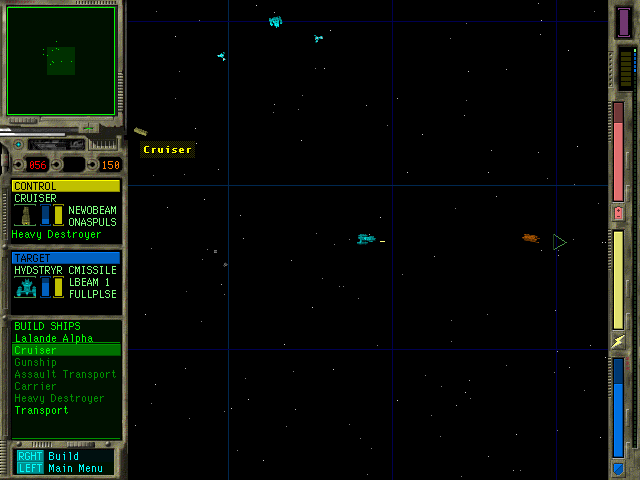 Cruiser
056 150
CONTROL
CRUISER
NEWOBEAM
ONASPULS
Heavy Destroyer
TARGET
HVDSTRYR CMISSILE
LBEAM 1
FULLPLSE
BUILD SHIPS
Lalande Alpha
Cruiser
Gunship
Assault Transport
Carrier
Heavy Destroyer
Transport
RGHT Build
LEFT Main Menu